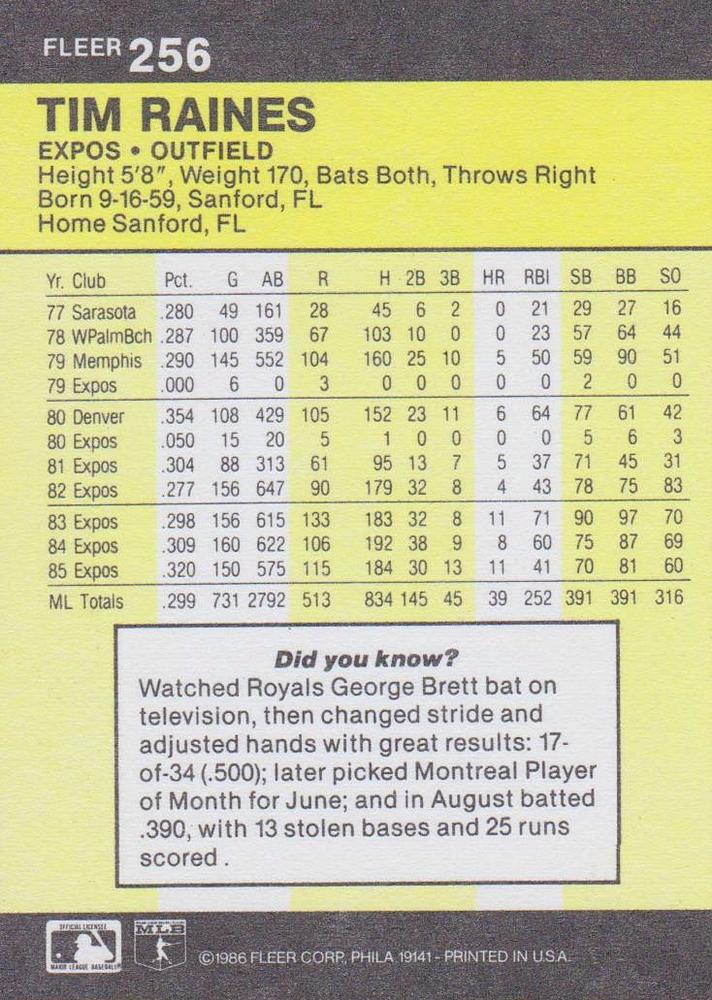 FLEER 256
TIM RAINES
EXPOS • OUTFIELD
Height 5'8", Weight 170, Bats Both, Throws Right
Born 9-16-59, Sanford, FL
Home Sanford, FL
Yr. Club Pct. G AB R H 2B 3B HR RBI SB BB SO
77 Sarasota .280 49 161 28 45 6 2 0 21 29 27 16
78 WPalmBch .287 100 359 67 103 10 0 0 23 57 64 44
79 Memphis .290 145 552 104 160 25 10 5 50 59 90 51
79 Expos .000 6 0 3 0 0 0 0 0 2 0 0
80 Denver .354 108 429 105 152 23 11 6 64 77 61 42
80 Expos .050 15 20 5 1 0 0 0 0 5 6 3
81 Expos .304 88 313 61 95 13 7 5 37 71 45 31
82 Expos .277 156 647 90 179 32 8 4 43 78 75 83
83 Expos .298 156 615 133 183 32 8 11 71 90 97 70
84 Expos .309 160 622 106 192 38 9 8 60 75 87 69
85 Expos .320 150 575 115 184 30 13 11 41 70 81 60
ML Totals .299 731 2792 513 834 145 45 39 252 391 391 316
Did you know?
Watched Royals George Brett bat on
television, then changed stride and
adjusted hands with great results: 17-
of-34 (.500); later picked Montreal Player
of Month for June; and in August batted
.390, with 13 stolen bases and 25 runs
scored .
OFFICIAL LICENSEE
MAJOR LEAGUE BASEBALL
MLB
©1986 FLEER CORP., PHILA. 19141 - PRINTED IN U.S.A.